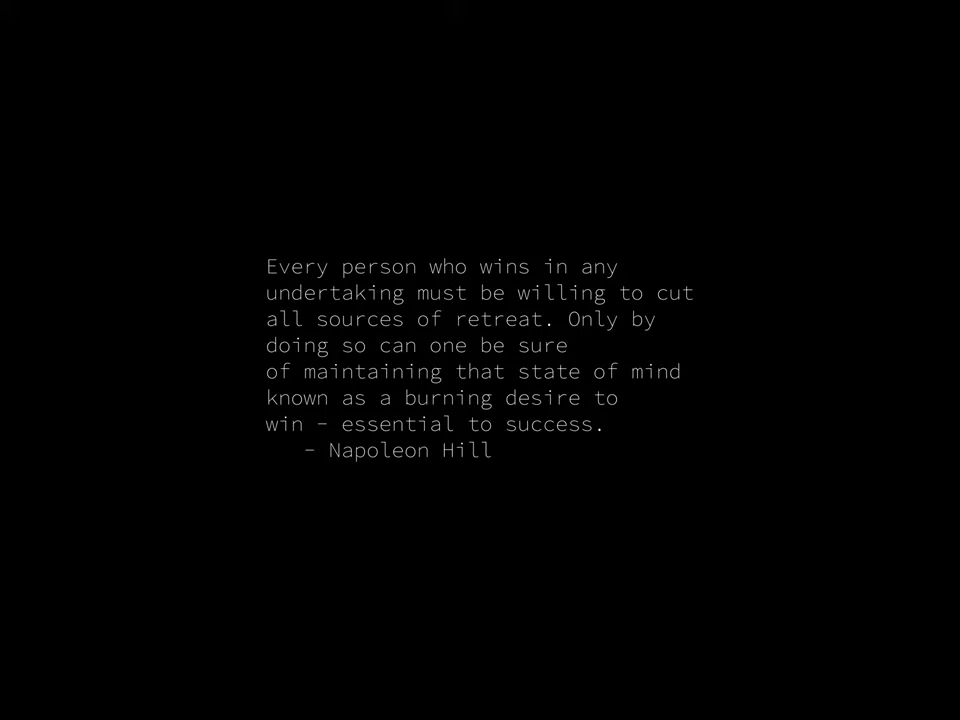 Every person who wins in any
undertaking must be willing to cut
all sources of retreat. Only by
doing so can one be sure
of maintaining that state of mind
known as a burning desire to
win - essential to success.
- Napoleon Hill